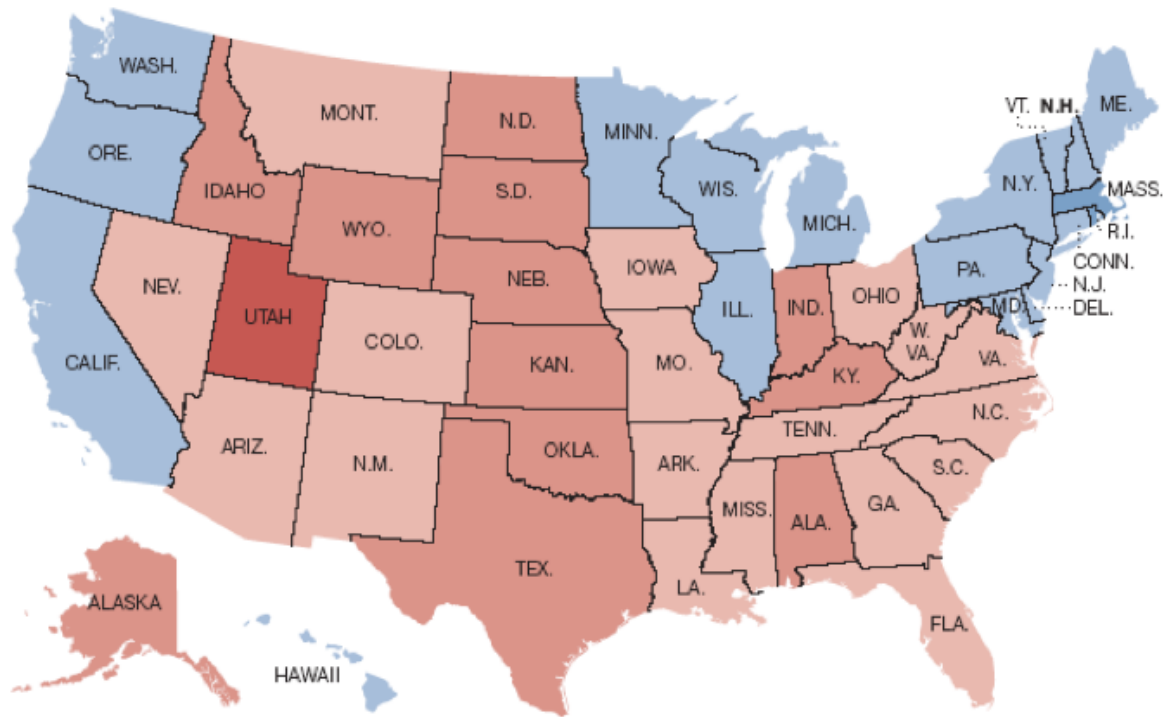 WASH.
ORE.
CALIF.
NEV.
IDAHO
MONT.
WYO.
UTAH
COLO.
ARIZ.
N.M.
N.D.
S.D.
NEB.
KAN.
OKLA.
TEX.
MINN.
IOWA
MO.
ARK.
LA.
WIS.
ILL.
MICH.
IND.
OHIO
KY.
TENN.
MISS.
ALA.
GA.
FLA.
S.C.
N.C.
VA.
W.
VA.
PA.
N.Y.
VT. N.H.
ME.
MASS.
R.I.
CONN.
N.J.
DEL.
MD.
ALASKA
HAWAII